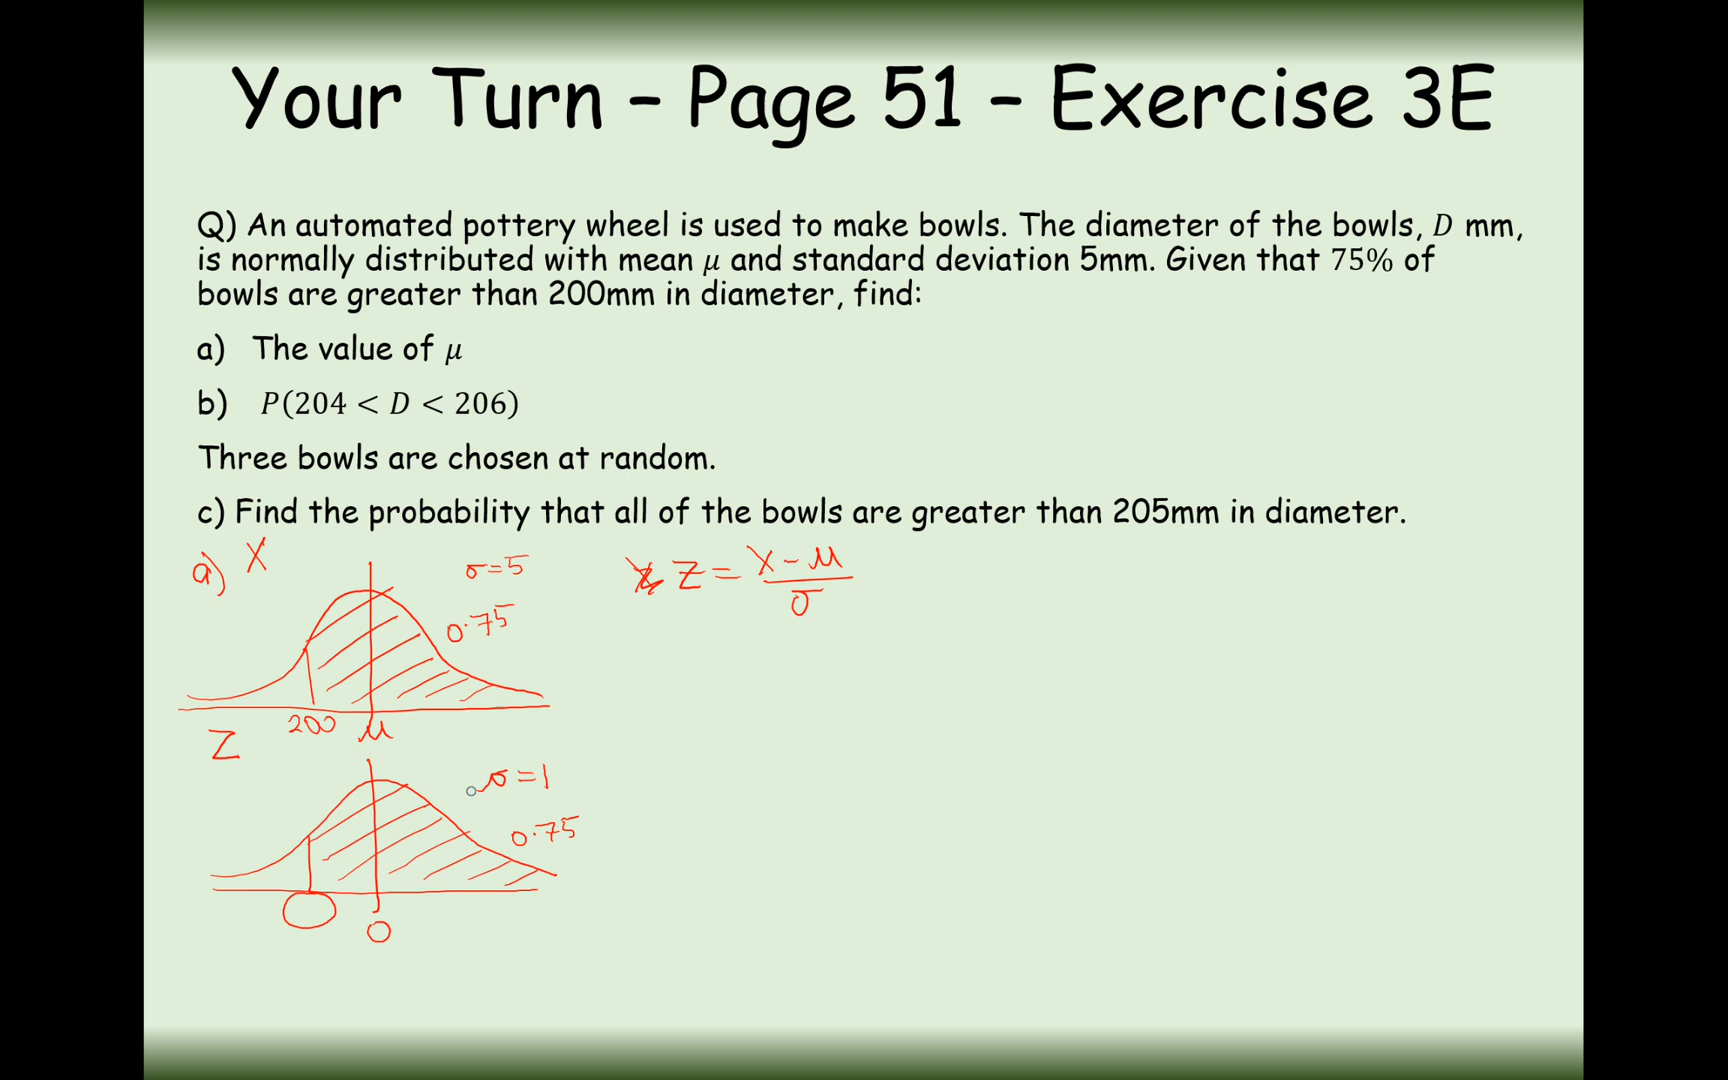 Your Turn – Page 51 – Exercise 3E
Q) An automated pottery wheel is used to make bowls. The diameter of the bowls, D mm,
is normally distributed with mean μ and standard deviation 5mm. Given that 75% of
bowls are greater than 200mm in diameter, find:
a) The value of μ
b) P(204 < D < 206)
Three bowls are chosen at random.
c) Find the probability that all of the bowls are greater than 205mm in diameter.
a) X
σ=5
0.75
200 μ
Z = (X - μ)/σ
Z
σ=1
0.75
0